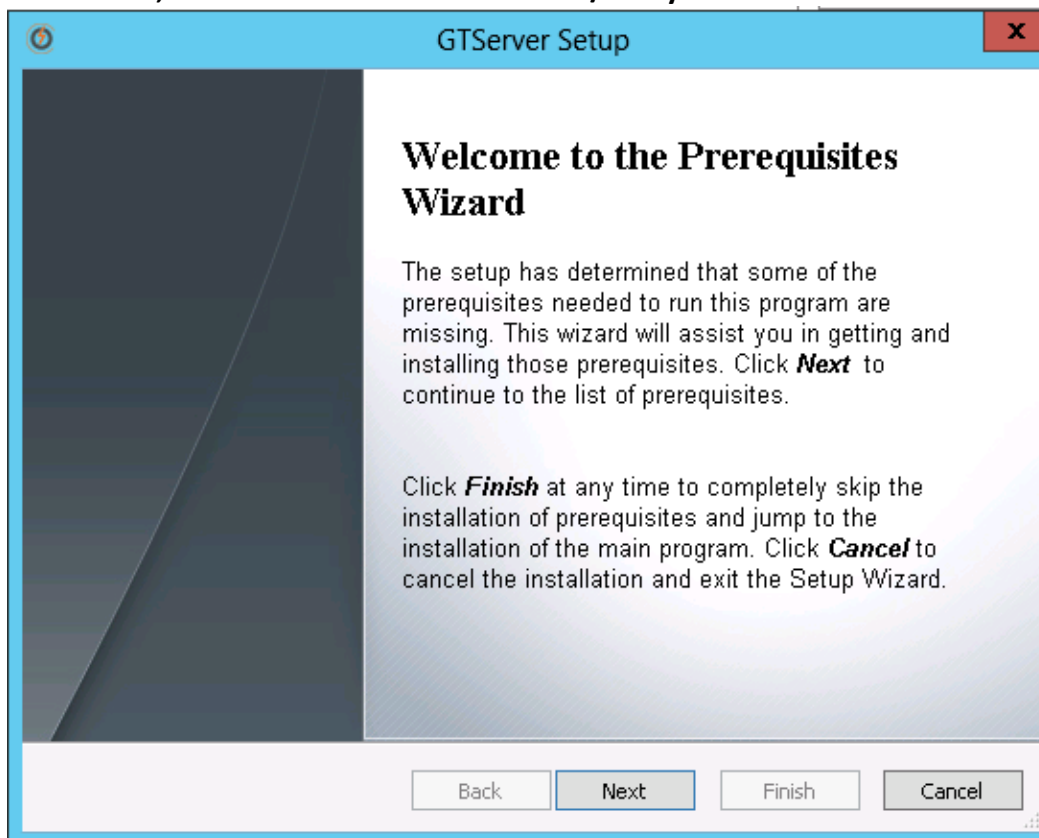 GTServer Setup
x
Welcome to the Prerequisites
Wizard
The setup has determined that some of the
prerequisites needed to run this program are
missing. This wizard will assist you in getting and
installing those prerequisites. Click Next to
continue to the list of prerequisites.
Click Finish at any time to completely skip the
installation of prerequisites and jump to the
installation of the main program. Click Cancel to
cancel the installation and exit the Setup Wizard.
Back Next Finish Cancel